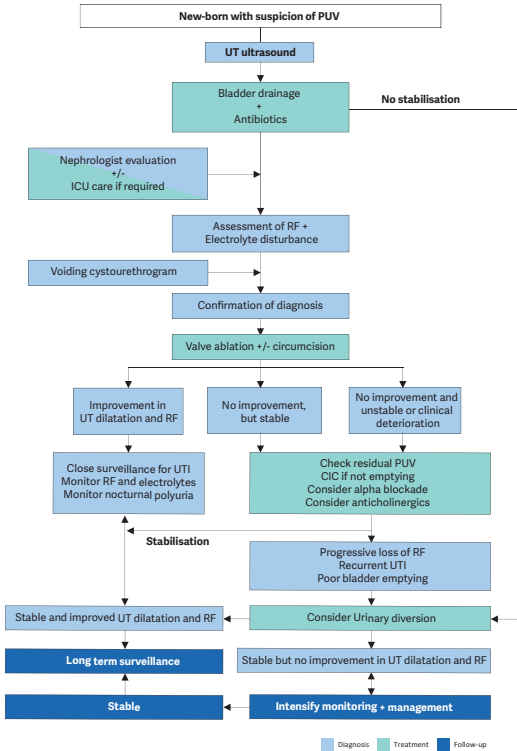 New-born with suspicion of PUV
UT ultrasound
Bladder drainage
+
Antibiotics
No stabilisation
Nephrologist evaluation
+/-
ICU care if required
Assessment of RF +
Electrolyte disturbance
Voiding cystourethrogram
Confirmation of diagnosis
Valve ablation +/- circumcision
Improvement in
UT dilatation and RF
No improvement,
but stable
No improvement and
unstable or clinical
deterioration
Close surveillance for UTI
Monitor RF and electrolytes
Monitor nocturnal polyuria
Check residual PUV
CIC if not emptying
Consider alpha blockade
Consider anticholinergics
Stabilisation
Progressive loss of RF
Recurrent UTI
Poor bladder emptying
Stable and improved UT dilatation and RF
Consider Urinary diversion
Long term surveillance
Stable but no improvement in UT dilatation and RF
Stable
Intensify monitoring + management
Diagnosis
Treatment
Follow-up